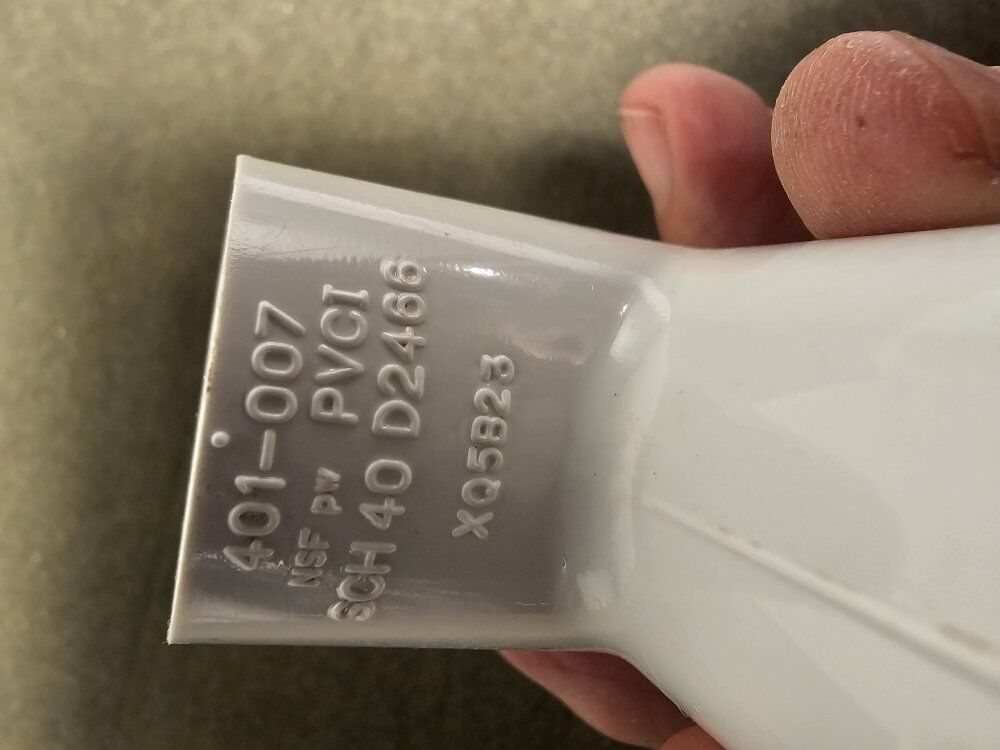 401-007
NSF pw PVCI
SCH 40 D2466
XQ5B23